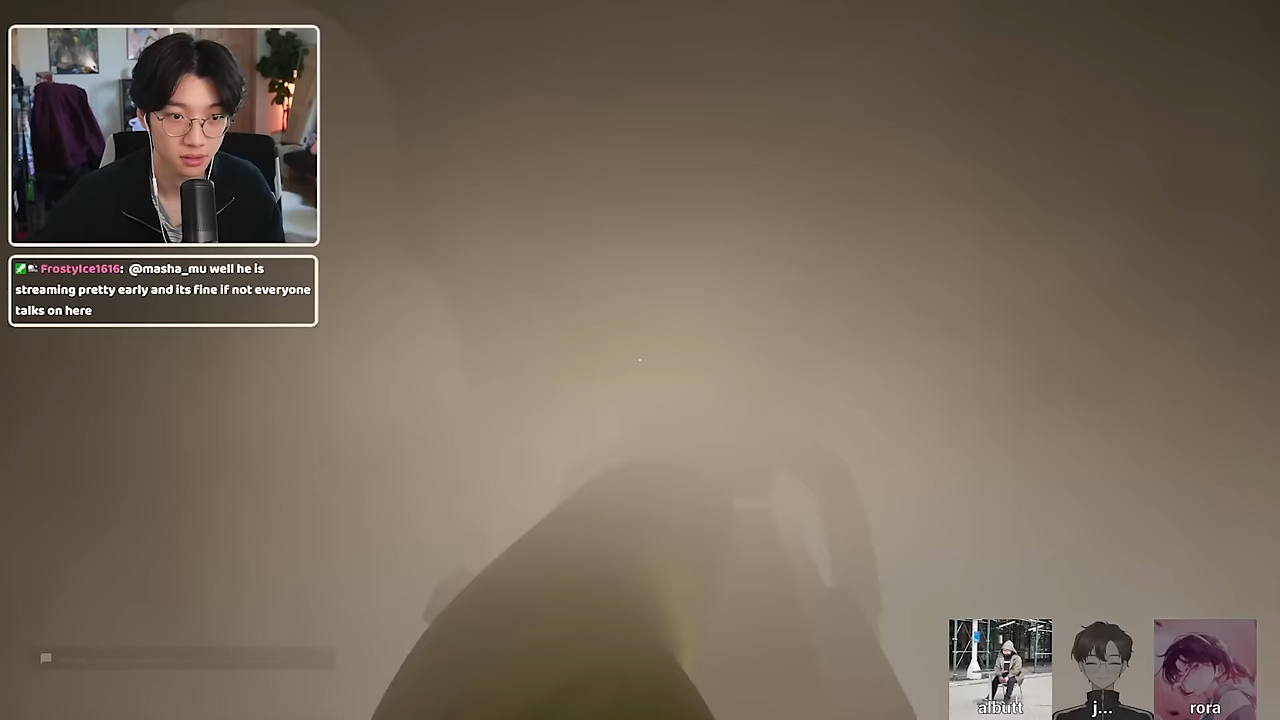 FrostyIce1616: @masha_mu well he is
streaming pretty early and its fine if not everyone
talks on here
albutt
j...
rora